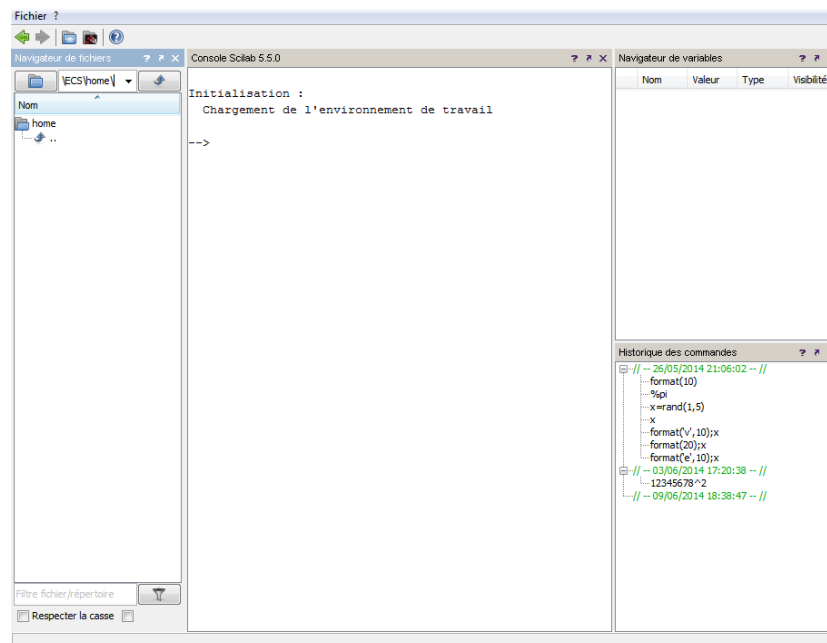 Fichier ?
Navigateur de fichiers ? X
\ECS\home\
Nom
home
..
Filtre fichier/répertoire
Respecter la casse
Console Scilab 5.5.0 ? X
Initialisation :
Chargement de l'environnement de travail
-->
Navigateur de variables ?
Nom Valeur Type Visibilité
Historique des commandes ?
// -- 26/05/2014 21:06:02 -- //
format(10)
%pi
x=rand(1,5)
x
format('v',10);x
format(20);x
format('e',10);x
// -- 03/06/2014 17:20:38 -- //
12345678^2
// -- 09/06/2014 18:38:47 -- //